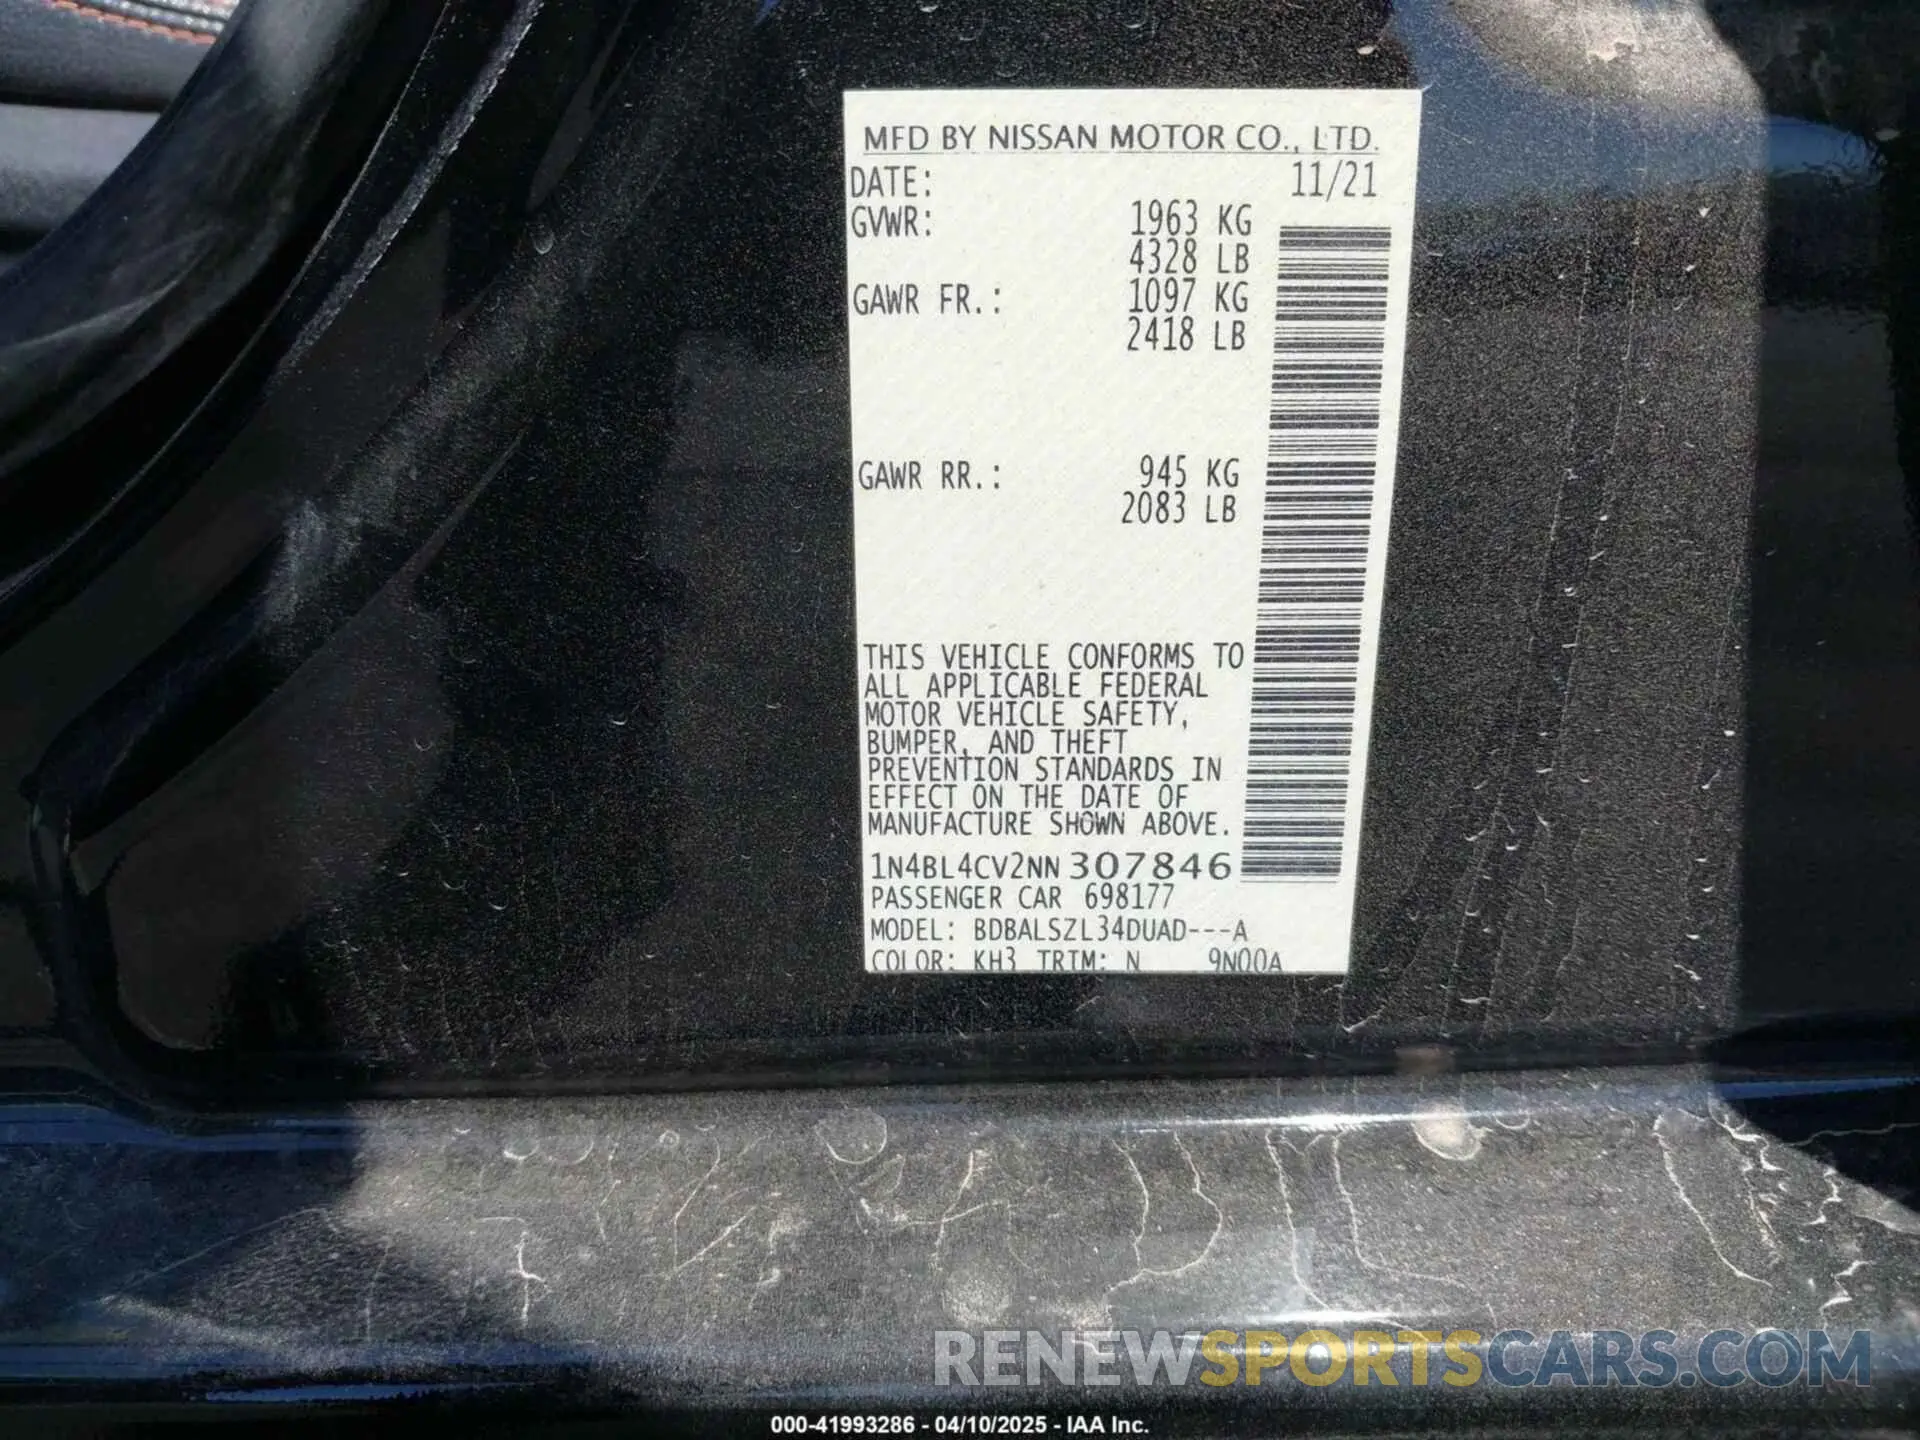 MFD BY NISSAN MOTOR CO., LTD.
DATE: 11/21
GVWR: 1963 KG
4328 LB
GAWR FR.: 1097 KG
2418 LB
GAWR RR.: 945 KG
2083 LB
THIS VEHICLE CONFORMS TO
ALL APPLICABLE FEDERAL
MOTOR VEHICLE SAFETY,
BUMPER, AND THEFT
PREVENTION STANDARDS IN
EFFECT ON THE DATE OF
MANUFACTURE SHOWN ABOVE.
1N4BL4CV2NN307846
PASSENGER CAR 698177
MODEL: BDBALSZL34DUAD---A
COLOR: KH3 TRIM: N 9N00A
RENEWSPORTSCARS.COM
000-41993286 - 04/10/2025 - IAA Inc.